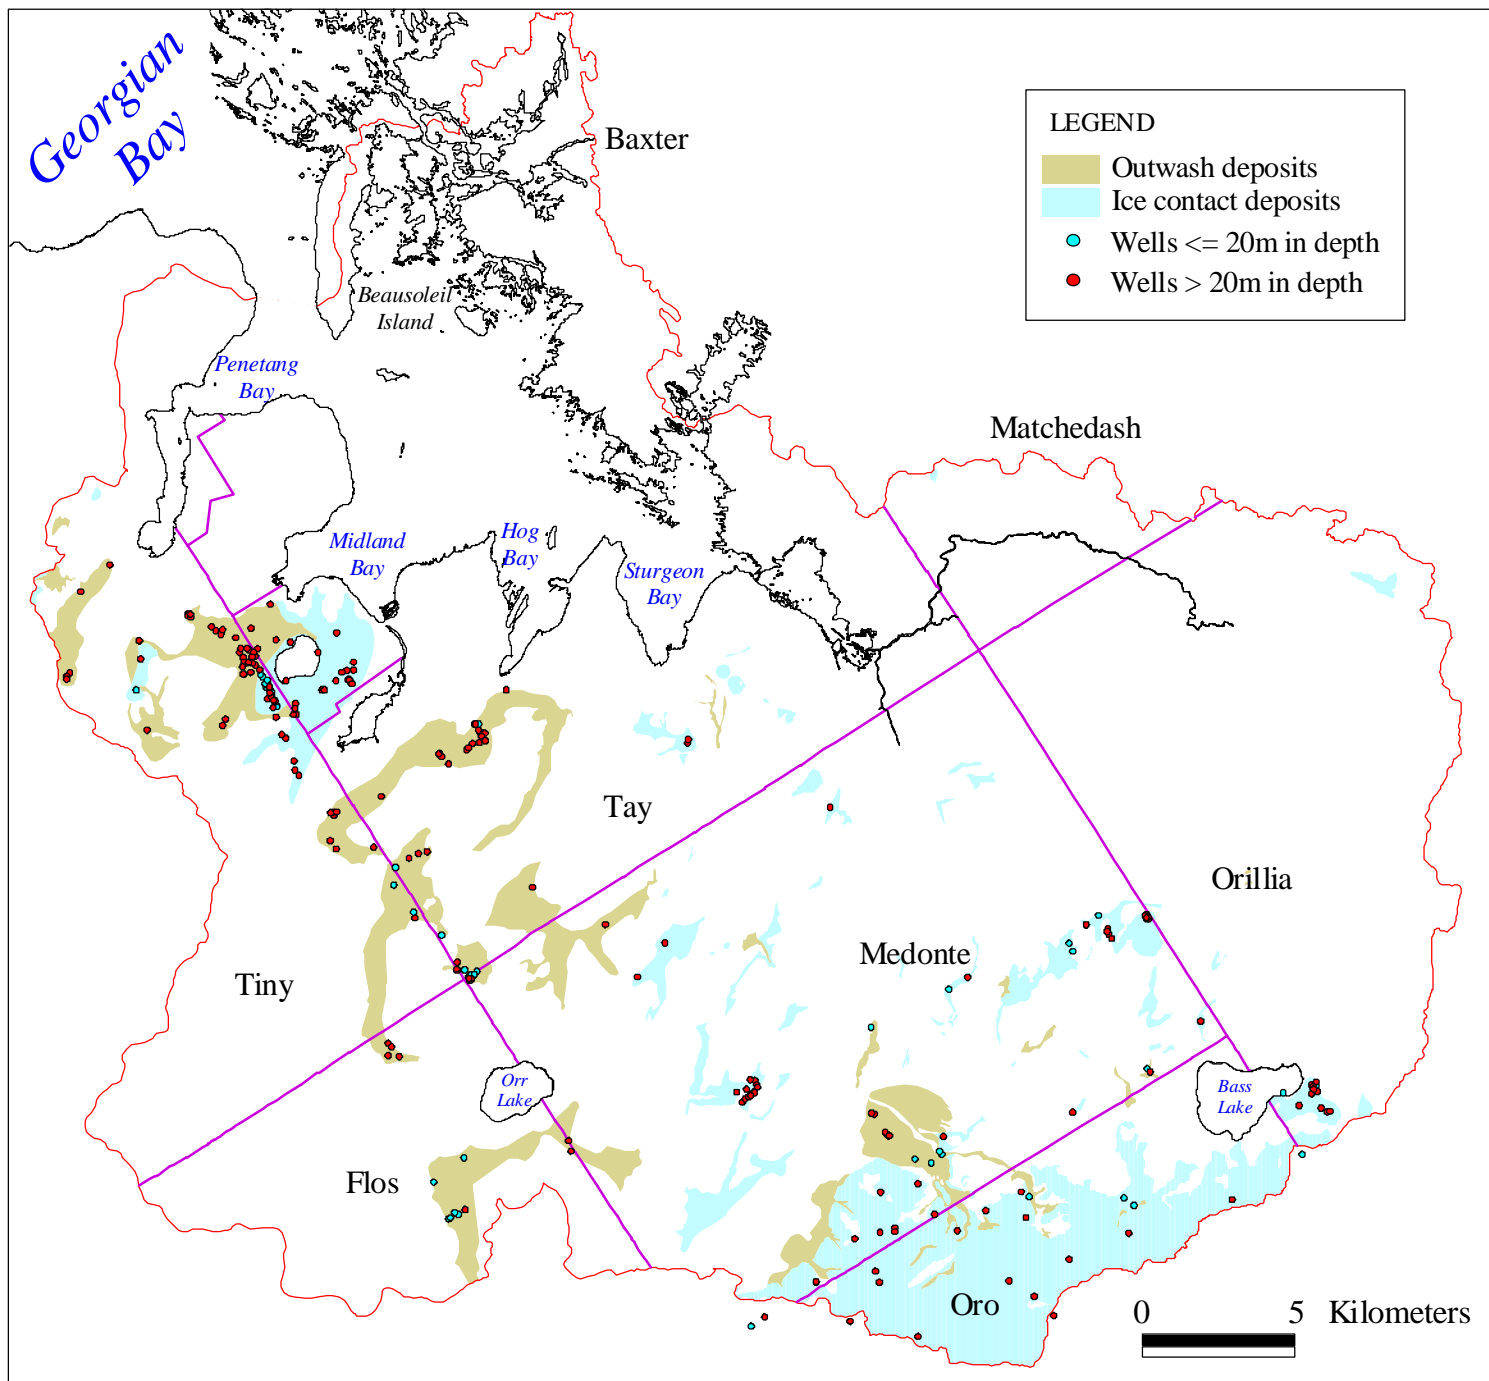 Georgian
Bay
Baxter
LEGEND
Outwash deposits
Ice contact deposits
Wells <= 20m in depth
Wells > 20m in depth
Beausoleil
Island
Penetang
Bay
Matchedash
Midland
Bay
Hog
Bay
Sturgeon
Bay
Tay
Orillia
Medonte
Tiny
Orr
Lake
Bass
Lake
Flos
Oro
0 5 Kilometers